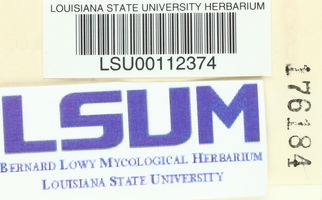 LOUISIANA STATE UNIVERSITY HERBARIUM
LSU00112374
LSUM
BERNARD LOWY MYCOLOGICAL HERBARIUM
LOUISIANA STATE UNIVERSITY
176184